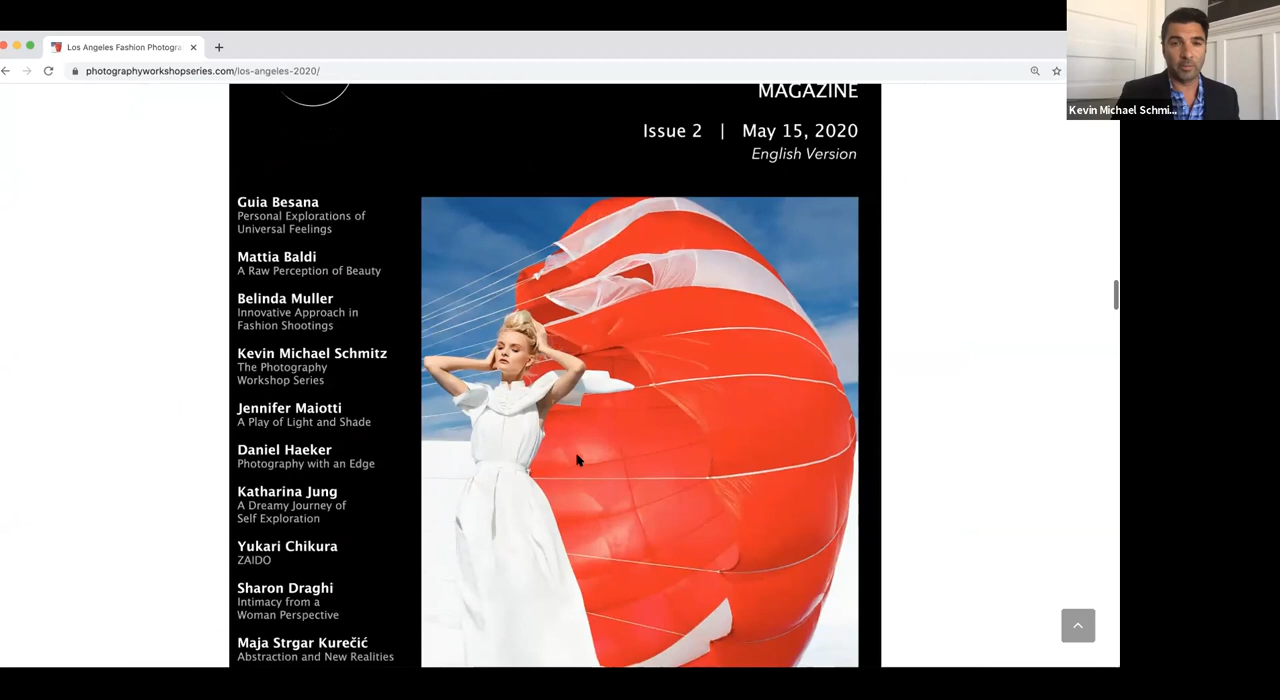 Los Angeles Fashion Photogra
photographyworkshopseries.com/los-angeles-2020/
Kevin Michael Schmi...
MAGAZINE
Issue 2 | May 15, 2020
English Version
Guia Besana
Personal Explorations of
Universal Feelings
Mattia Baldi
A Raw Perception of Beauty
Belinda Muller
Innovative Approach in
Fashion Shootings
Kevin Michael Schmitz
The Photography
Workshop Series
Jennifer Maiotti
A Play of Light and Shade
Daniel Haeker
Photography with an Edge
Katharina Jung
A Dreamy Journey of
Self Exploration
Yukari Chikura
ZAIDO
Sharon Draghi
Intimacy from a
Woman Perspective
Maja Strgar Kurečić
Abstraction and New Realities